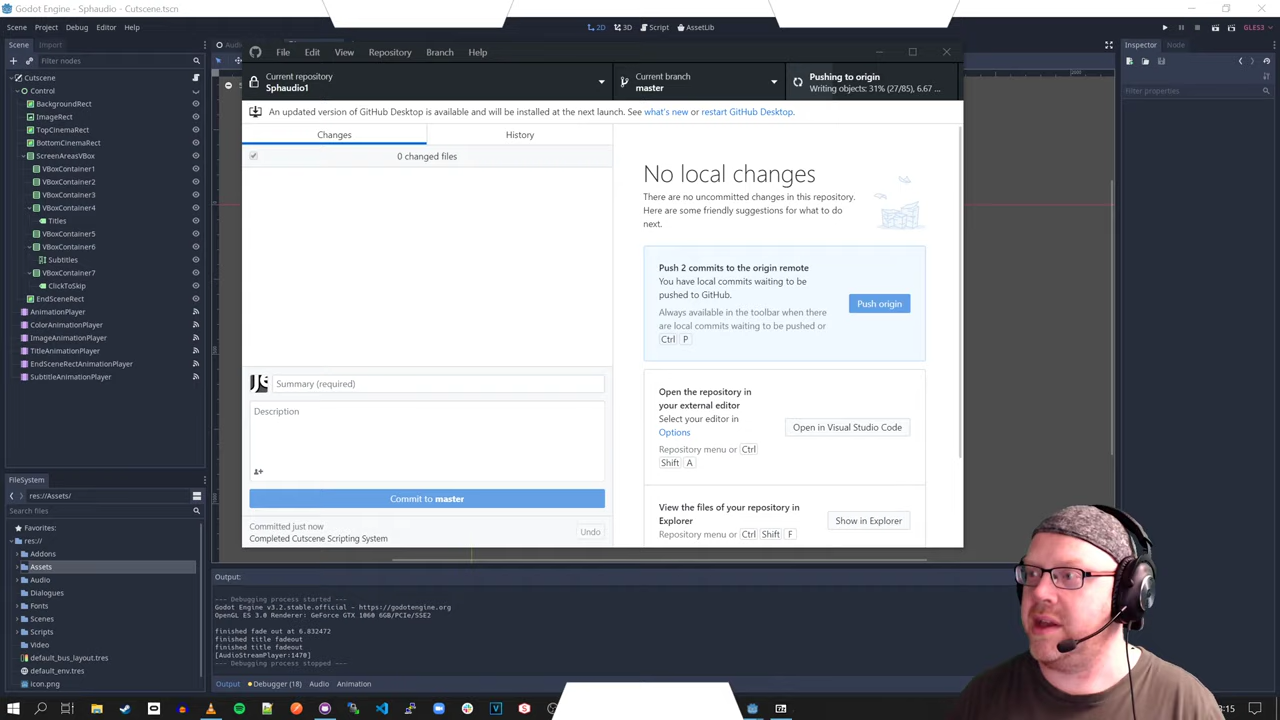 Godot Engine - Sphaudio - Cutscene.tscn
Scene Project Debug Editor Help
2D 3D Script AssetLib
GLES3
Scene Import
Filter nodes
Cutscene
Control
BackgroundRect
ImageRect
TopCinemaRect
BottomCinemaRect
ScreenAreasVBox
VBoxContainer1
VBoxContainer2
VBoxContainer3
VBoxContainer4
Titles
VBoxContainer5
VBoxContainer6
Subtitles
VBoxContainer7
ClickToSkip
EndSceneRect
AnimationPlayer
ColorAnimationPlayer
ImageAnimationPlayer
TitleAnimationPlayer
EndSceneRectAnimationPlayer
SubtitleAnimationPlayer
FileSystem
res://Assets/
Search files
Favorites:
res://
Addons
Assets
Audio
Dialogues
Fonts
Scenes
Scripts
Video
default_bus_layout.tres
default_env.tres
icon.png
File Edit View Repository Branch Help
Current repository
Sphaudio1
Current branch
master
Pushing to origin
Writing objects: 31% (27/85), 6.67 ...
An updated version of GitHub Desktop is available and will be installed at the next launch. See what's new or restart GitHub Desktop.
Changes History
0 changed files
Summary (required)
Description
Commit to master
Committed just now
Completed Cutscene Scripting System
Undo
No local changes
There are no uncommitted changes in this repository.
Here are some friendly suggestions for what to do
next.
Push 2 commits to the origin remote
You have local commits waiting to be
pushed to GitHub.
Always available in the toolbar when there
are local commits waiting to be pushed or
Ctrl P
Push origin
Open the repository in
your external editor
Select your editor in
Options
Repository menu or Ctrl
Shift A
Open in Visual Studio Code
View the files of your repository in
Explorer
Repository menu or Ctrl Shift F
Show in Explorer
Inspector Node
Filter properties
Output:
--- Debugging process started ---
Godot Engine v3.2.stable.official - https://godotengine.org
OpenGL ES 3.0 Renderer: GeForce GTX 1060 6GB/PCIe/SSE2
finished fade out at 6.832472
finished title fadeout
finished title fadeout
[AudioStreamPlayer:1470]
--- Debugging process stopped ---
Output Debugger (18) Audio Animation